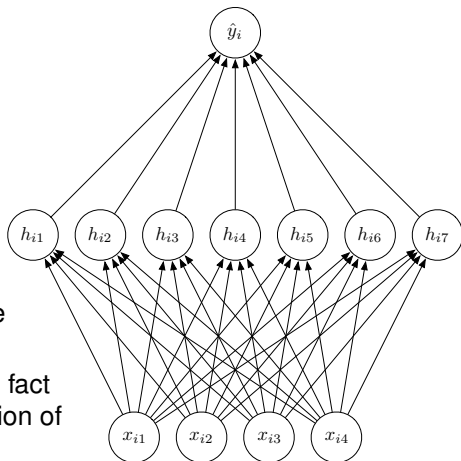 ŷᵢ
hᵢ₁ hᵢ₂ hᵢ₃ hᵢ₄ hᵢ₅ hᵢ₆ hᵢ₇
e
fact
ion of
xᵢ₁ xᵢ₂ xᵢ₃ xᵢ₄